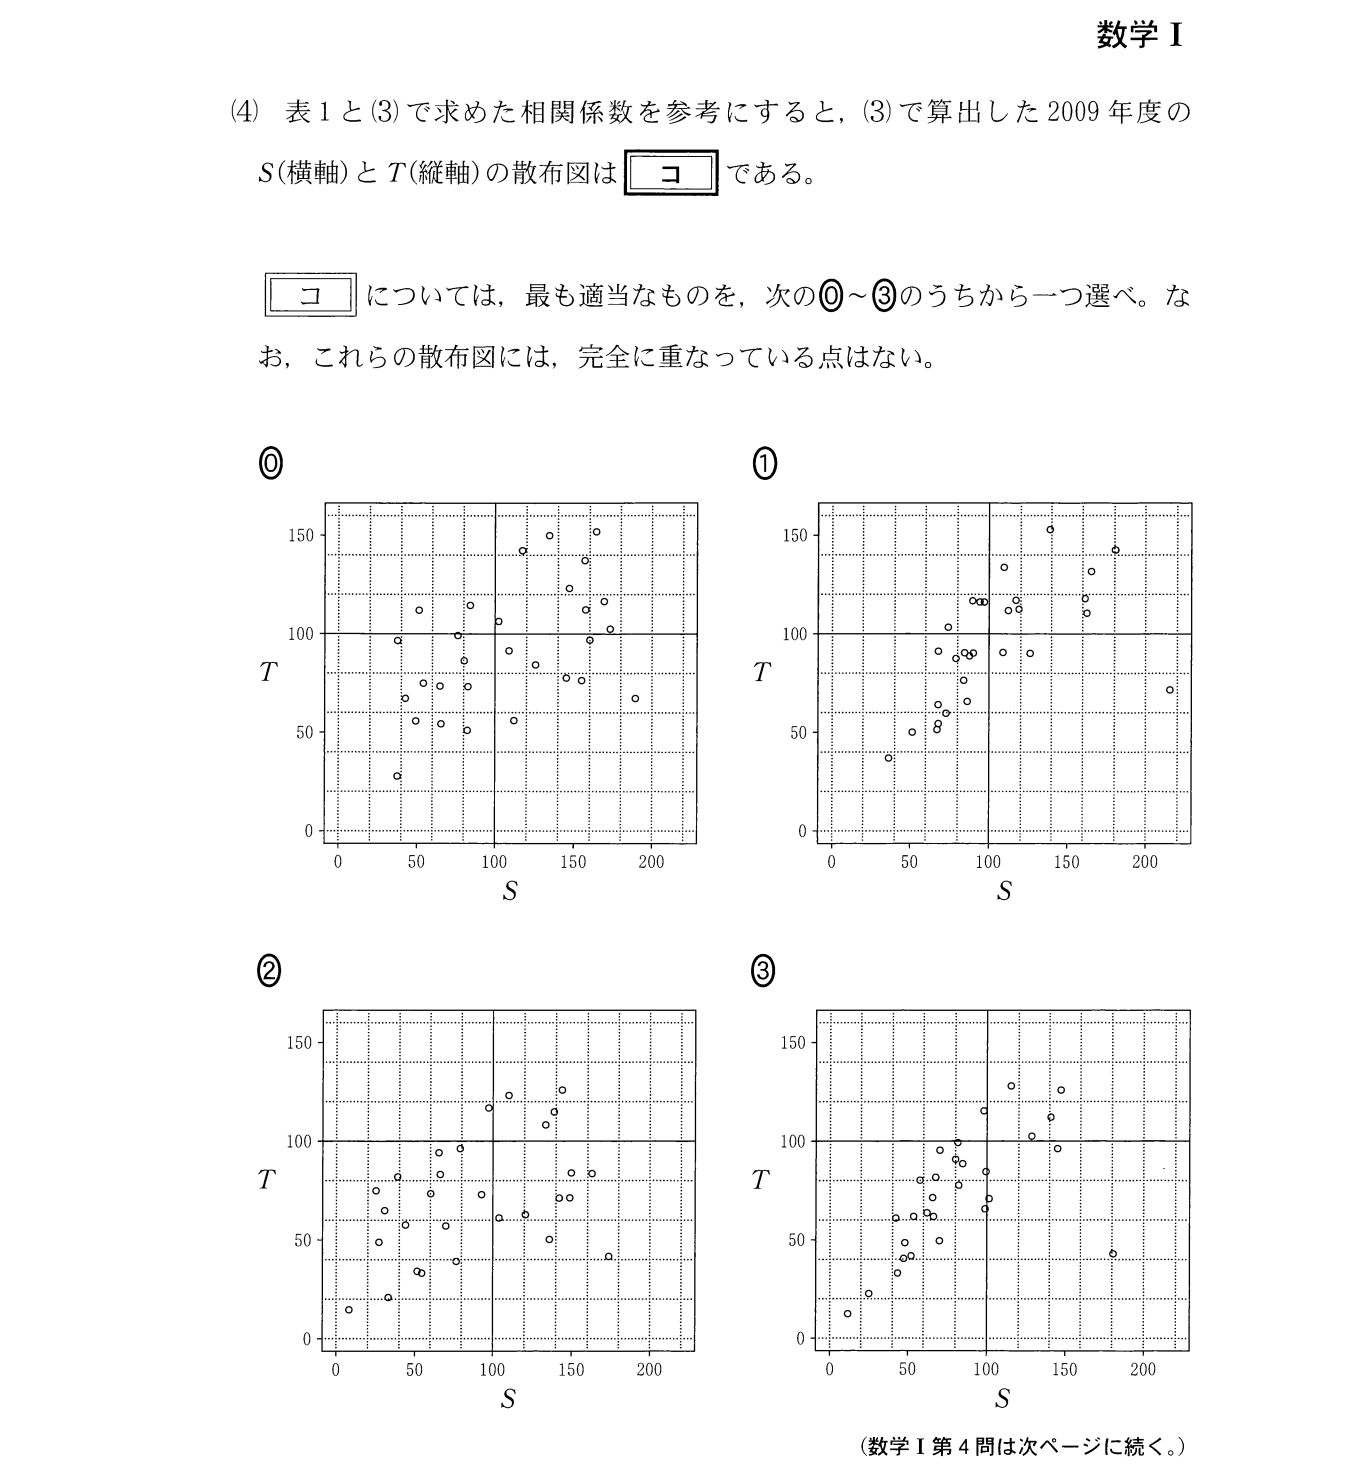 数学Ⅰ
(4) 表1と(3)で求めた相関係数を参考にすると，(3)で算出した2009年度の
S(横軸)とT(縦軸)の散布図は コ である。
コ については，最も適当なものを，次の⓪～③のうちから一つ選べ。な
お，これらの散布図には，完全に重なっている点はない。
⓪
①
150
100
T
50
0
0 50 100 150 200
S
150
100
T
50
0
0 50 100 150 200
S
②
③
150
100
T
50
0
0 50 100 150 200
S
150
100
T
50
0
0 50 100 150 200
S
(数学Ⅰ第4問は次ページに続く。)